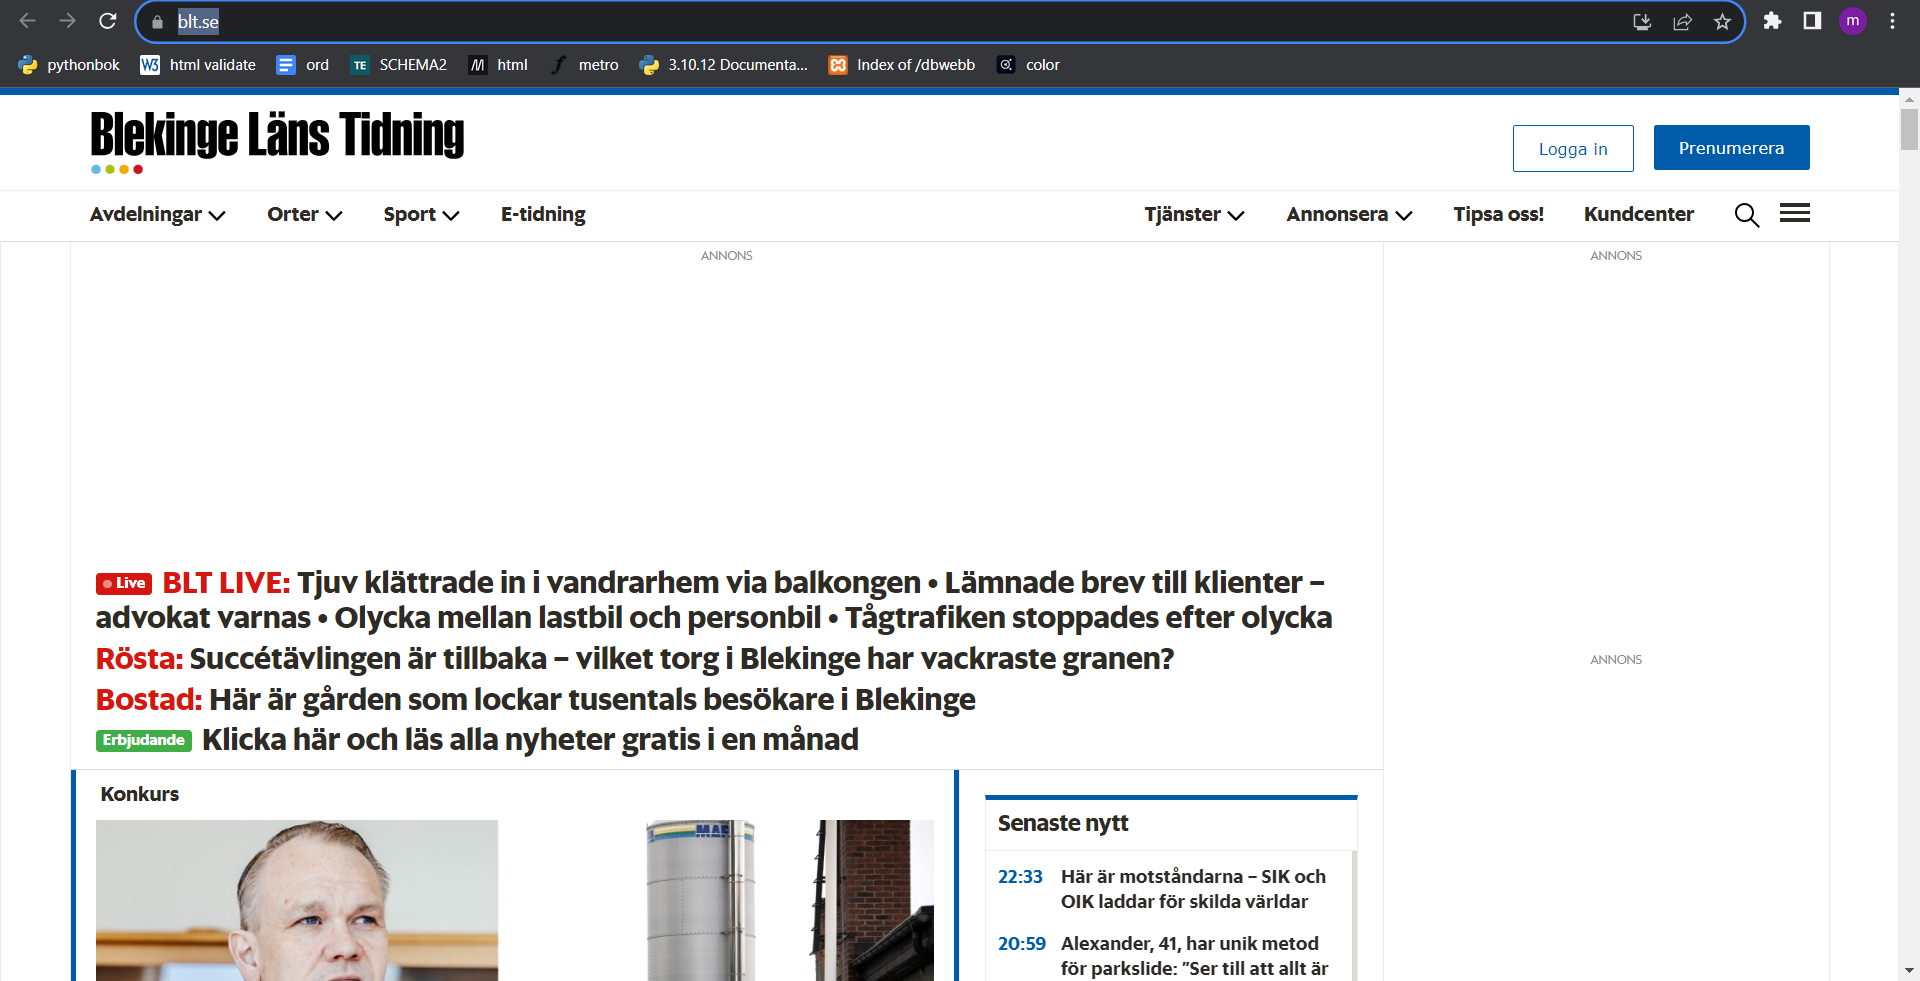 blt.se
m
pythonbok
W3 html validate
ord
TE SCHEMA2
html
metro
3.10.12 Documenta...
Index of /dbwebb
color
Blekinge Läns Tidning
Logga in
Prenumerera
Avdelningar
Orter
Sport
E-tidning
Tjänster
Annonsera
Tipsa oss!
Kundcenter
ANNONS
ANNONS
Live BLT LIVE: Tjuv klättrade in i vandrarhem via balkongen • Lämnade brev till klienter –
advokat varnas • Olycka mellan lastbil och personbil • Tågtrafiken stoppades efter olycka
Rösta: Succétävlingen är tillbaka – vilket torg i Blekinge har vackraste granen?
Bostad: Här är gården som lockar tusentals besökare i Blekinge
Erbjudande Klicka här och läs alla nyheter gratis i en månad
ANNONS
Konkurs
Senaste nytt
22:33 Här är motståndarna – SIK och
OIK laddar för skilda världar
20:59 Alexander, 41, har unik metod
för parkslide: ”Ser till att allt är